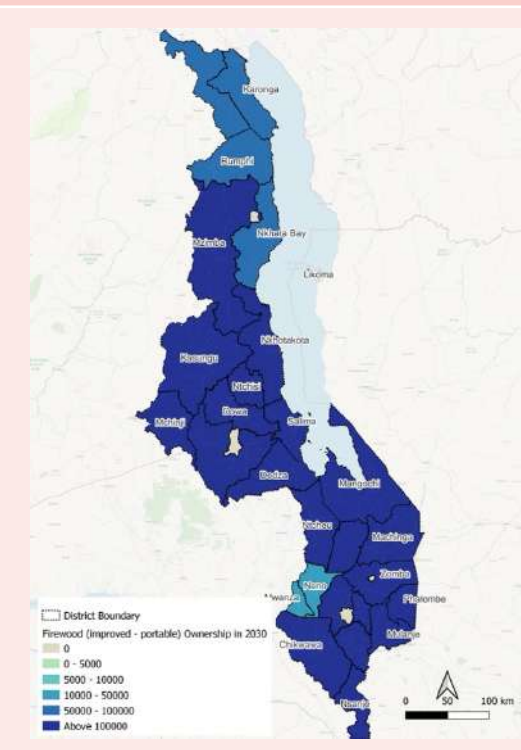 Karonga
Rumphi
Mzimba
Nkhata Bay
Likoma
Nkhotakota
Kasungu
Ntchisi
Dowa
Mchinji
Salima
Dedza
Mangochi
Ntcheu
Machinga
Neno
Zomba
Mwanza
Phalombe
Mulanje
Chikwawa
Nsanje
District Boundary
Firewood (improved - portable) Ownership in 2030
0
0 - 5000
5000 - 10000
10000 - 50000
50000 - 100000
Above 100000
0 50 100 km